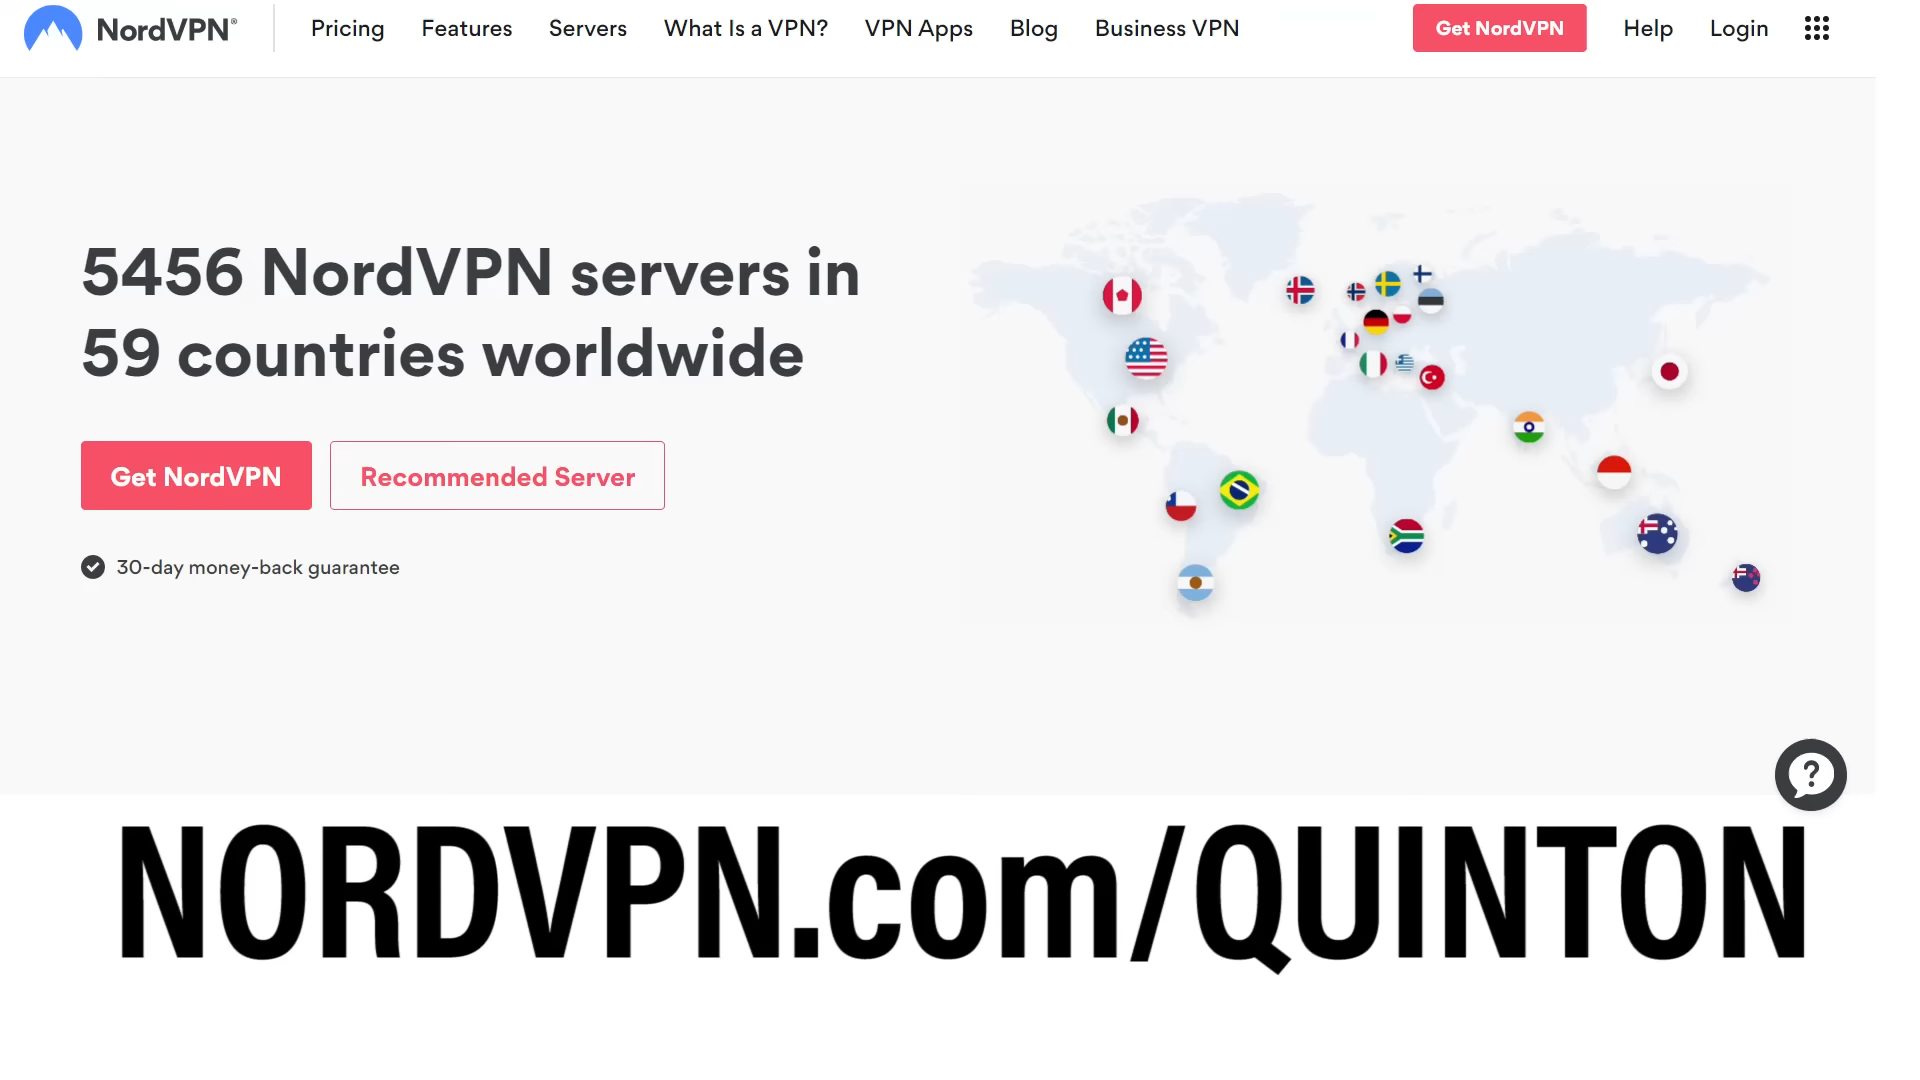 NordVPN®
Pricing
Features
Servers
What Is a VPN?
VPN Apps
Blog
Business VPN
Get NordVPN
Help
Login
5456 NordVPN servers in
59 countries worldwide
Get NordVPN
Recommended Server
30-day money-back guarantee
?
NORDVPN.com/QUINTON